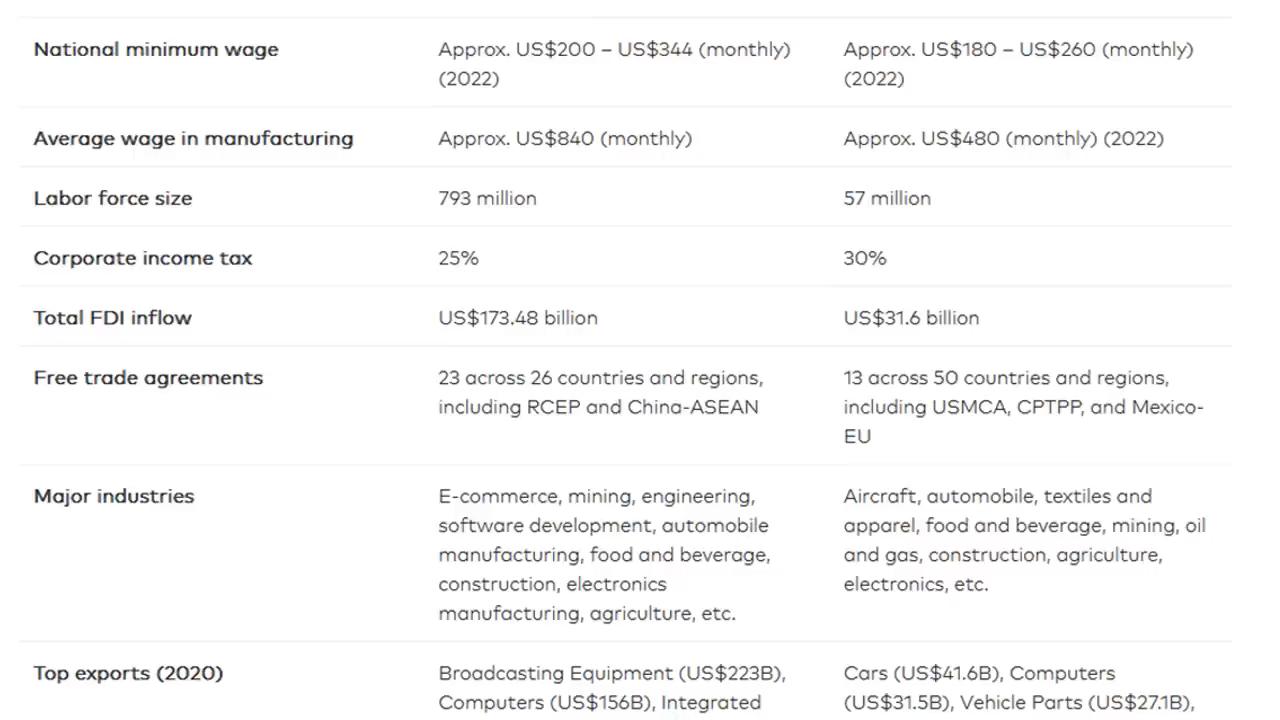 National minimum wage
Approx. US$200 – US$344 (monthly)
(2022)
Approx. US$180 – US$260 (monthly)
(2022)
Average wage in manufacturing
Approx. US$840 (monthly)
Approx. US$480 (monthly) (2022)
Labor force size
793 million
57 million
Corporate income tax
25%
30%
Total FDI inflow
US$173.48 billion
US$31.6 billion
Free trade agreements
23 across 26 countries and regions,
including RCEP and China-ASEAN
13 across 50 countries and regions,
including USMCA, CPTPP, and Mexico-
EU
Major industries
E-commerce, mining, engineering,
software development, automobile
manufacturing, food and beverage,
construction, electronics
manufacturing, agriculture, etc.
Aircraft, automobile, textiles and
apparel, food and beverage, mining, oil
and gas, construction, agriculture,
electronics, etc.
Top exports (2020)
Broadcasting Equipment (US$223B),
Computers (US$156B), Integrated
Cars (US$41.6B), Computers
(US$31.5B), Vehicle Parts (US$27.1B),